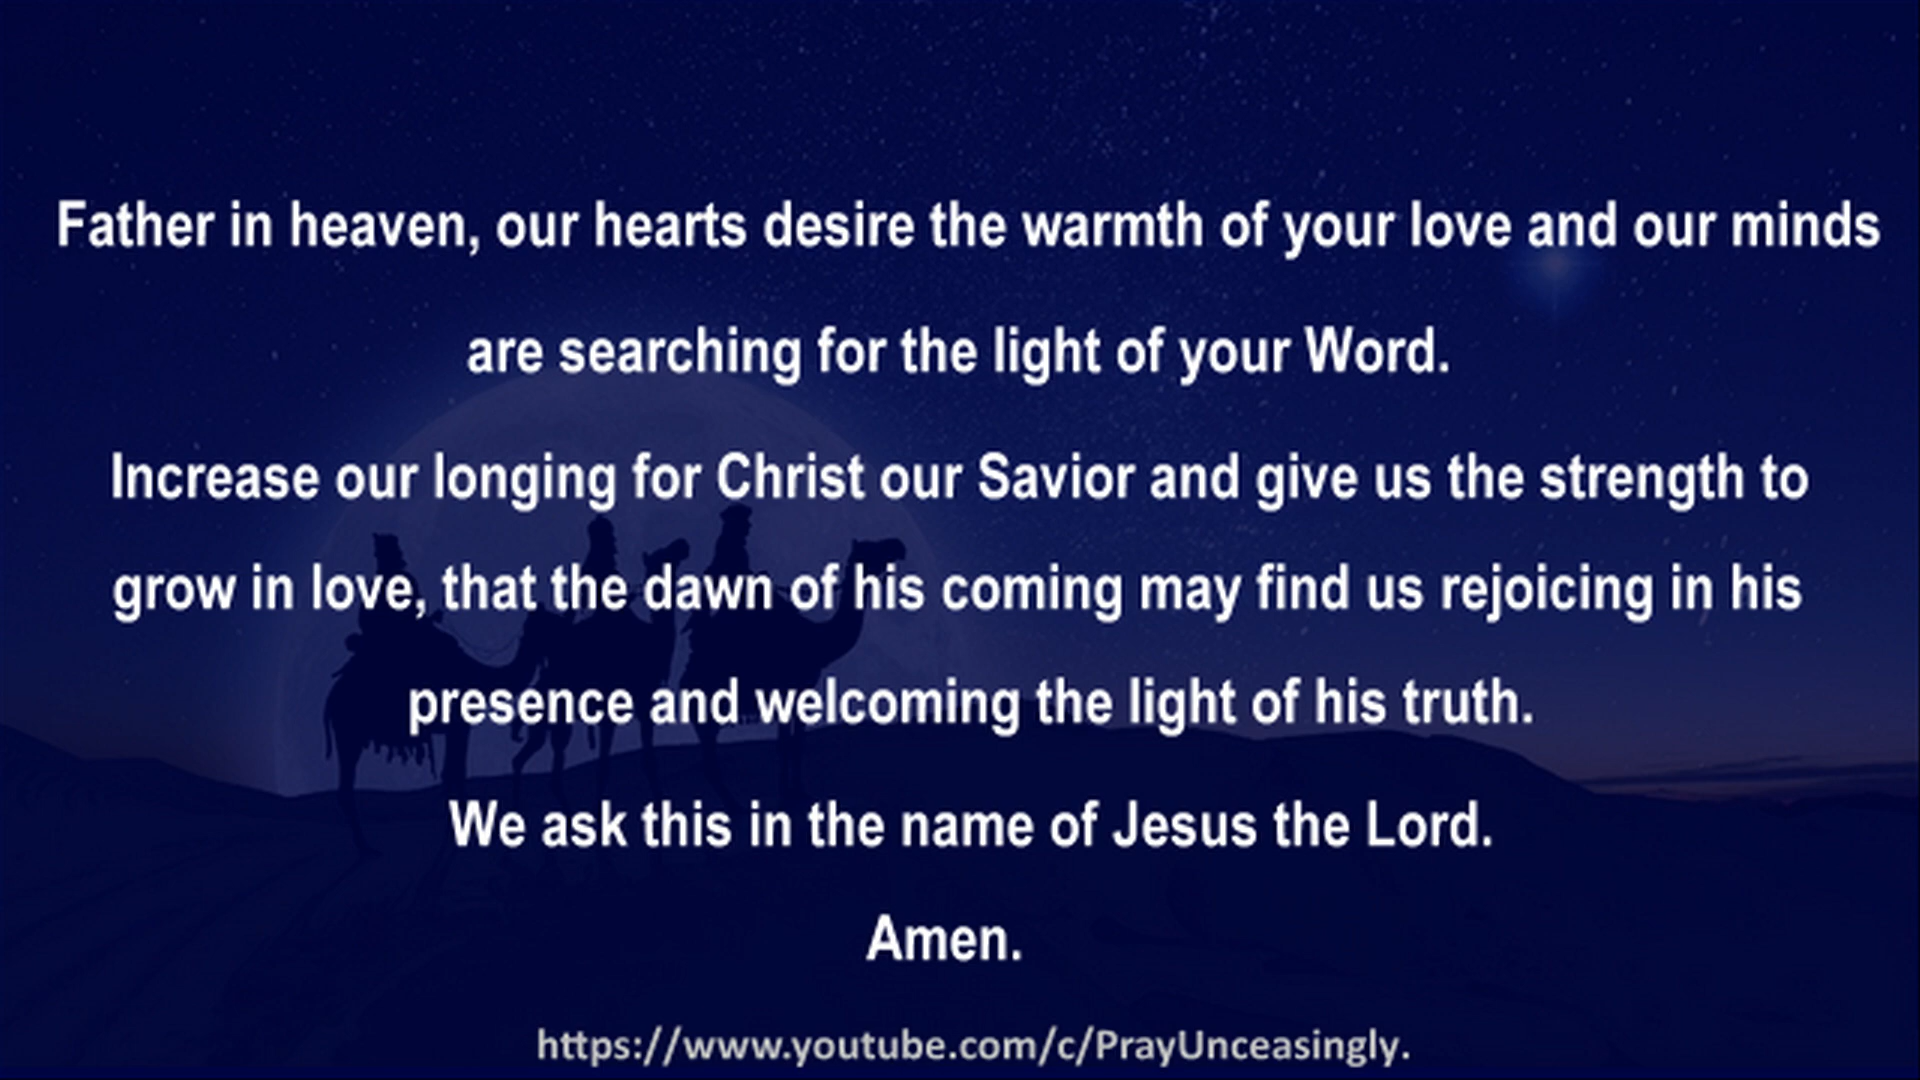 Father in heaven, our hearts desire the warmth of your love and our minds
are searching for the light of your Word.
Increase our longing for Christ our Savior and give us the strength to
grow in love, that the dawn of his coming may find us rejoicing in his
presence and welcoming the light of his truth.
We ask this in the name of Jesus the Lord.
Amen.
https://www.youtube.com/c/PrayUnceasingly.